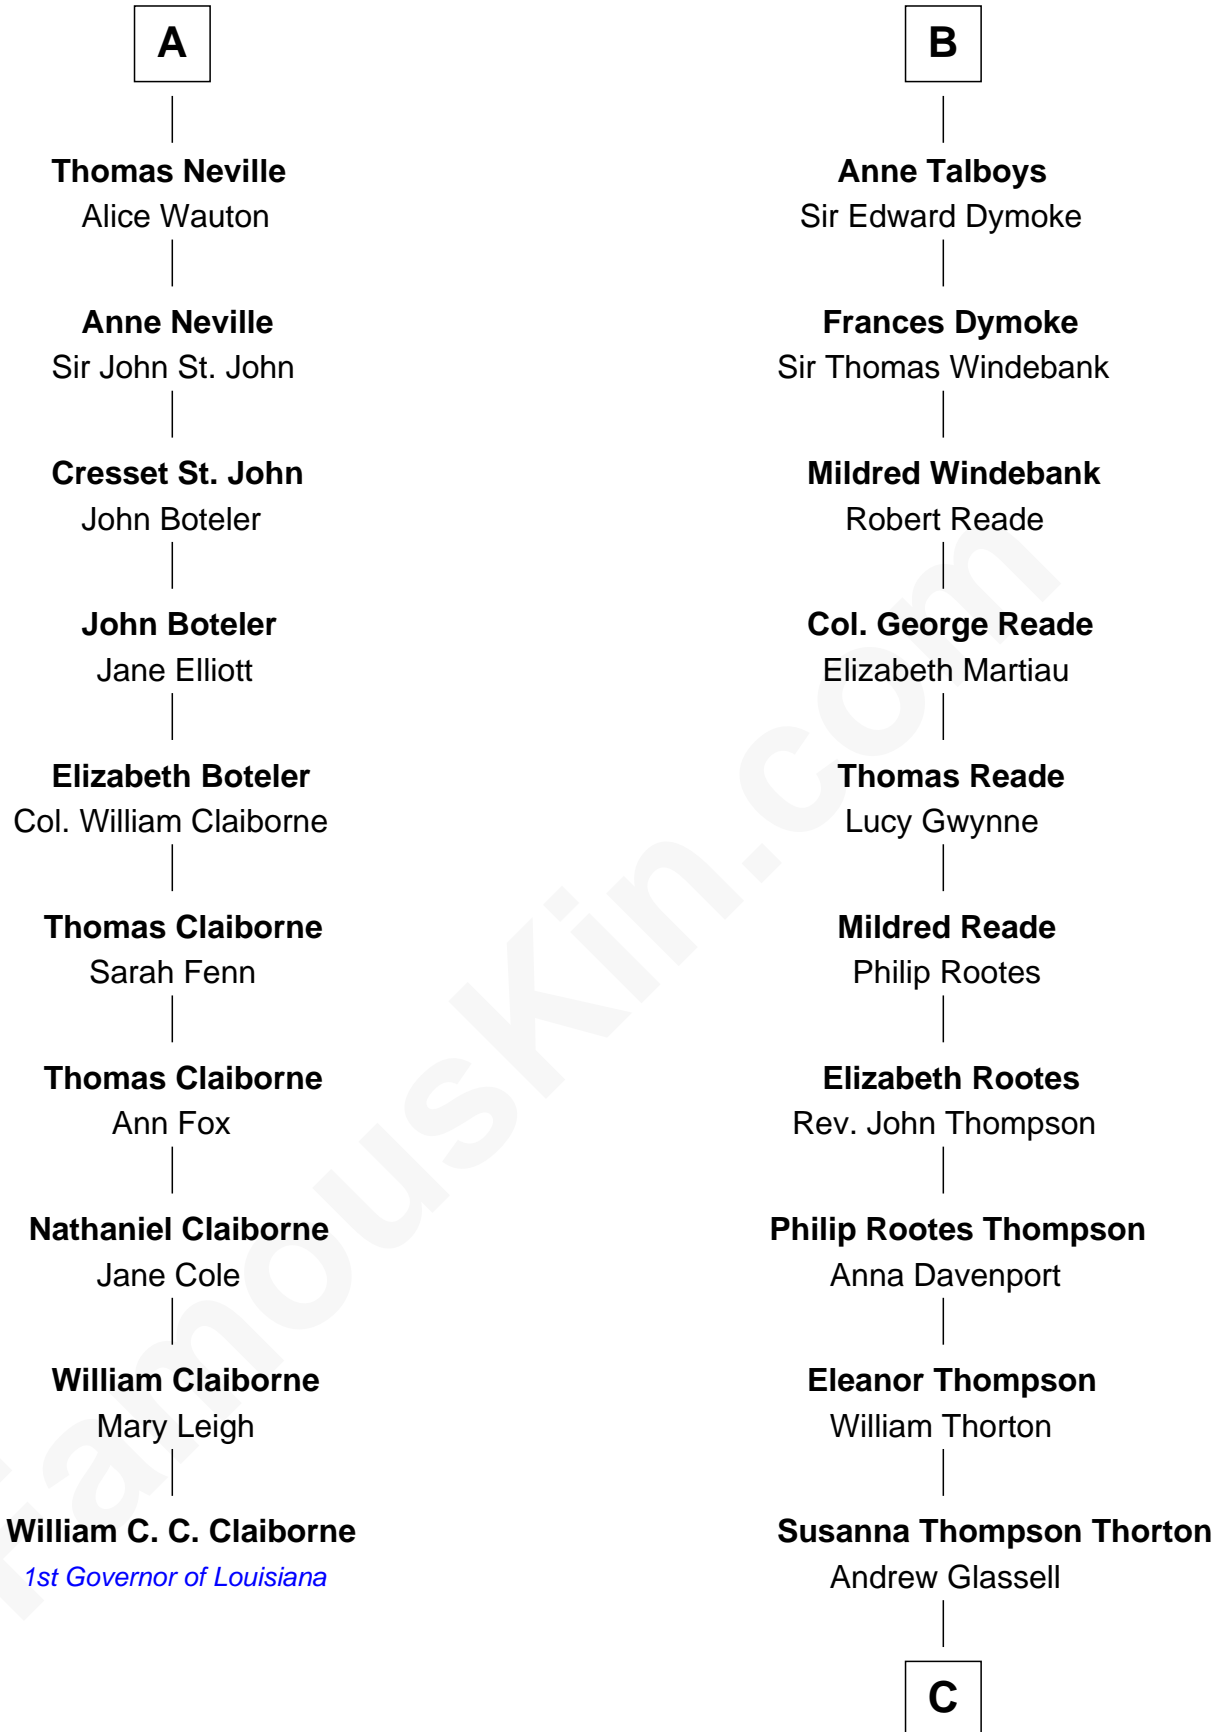 A
Thomas Neville
Alice Wauton
Anne Neville
Sir John St. John
Cresset St. John
John Boteler
John Boteler
Jane Elliott
Elizabeth Boteler
Col. William Claiborne
Thomas Claiborne
Sarah Fenn
Thomas Claiborne
Ann Fox
Nathaniel Claiborne
Jane Cole
William Claiborne
Mary Leigh
William C. C. Claiborne
1st Governor of Louisiana
B
Anne Talboys
Sir Edward Dymoke
Frances Dymoke
Sir Thomas Windebank
Mildred Windebank
Robert Reade
Col. George Reade
Elizabeth Martiau
Thomas Reade
Lucy Gwynne
Mildred Reade
Philip Rootes
Elizabeth Rootes
Rev. John Thompson
Philip Rootes Thompson
Anna Davenport
Eleanor Thompson
William Thorton
Susanna Thompson Thorton
Andrew Glassell
C
FamousKin.com